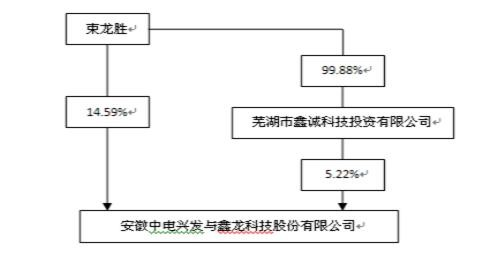 束龙胜
99.88%
14.59%
芜湖市鑫诚科技投资有限公司
5.22%
安徽中电兴发与鑫龙科技股份有限公司